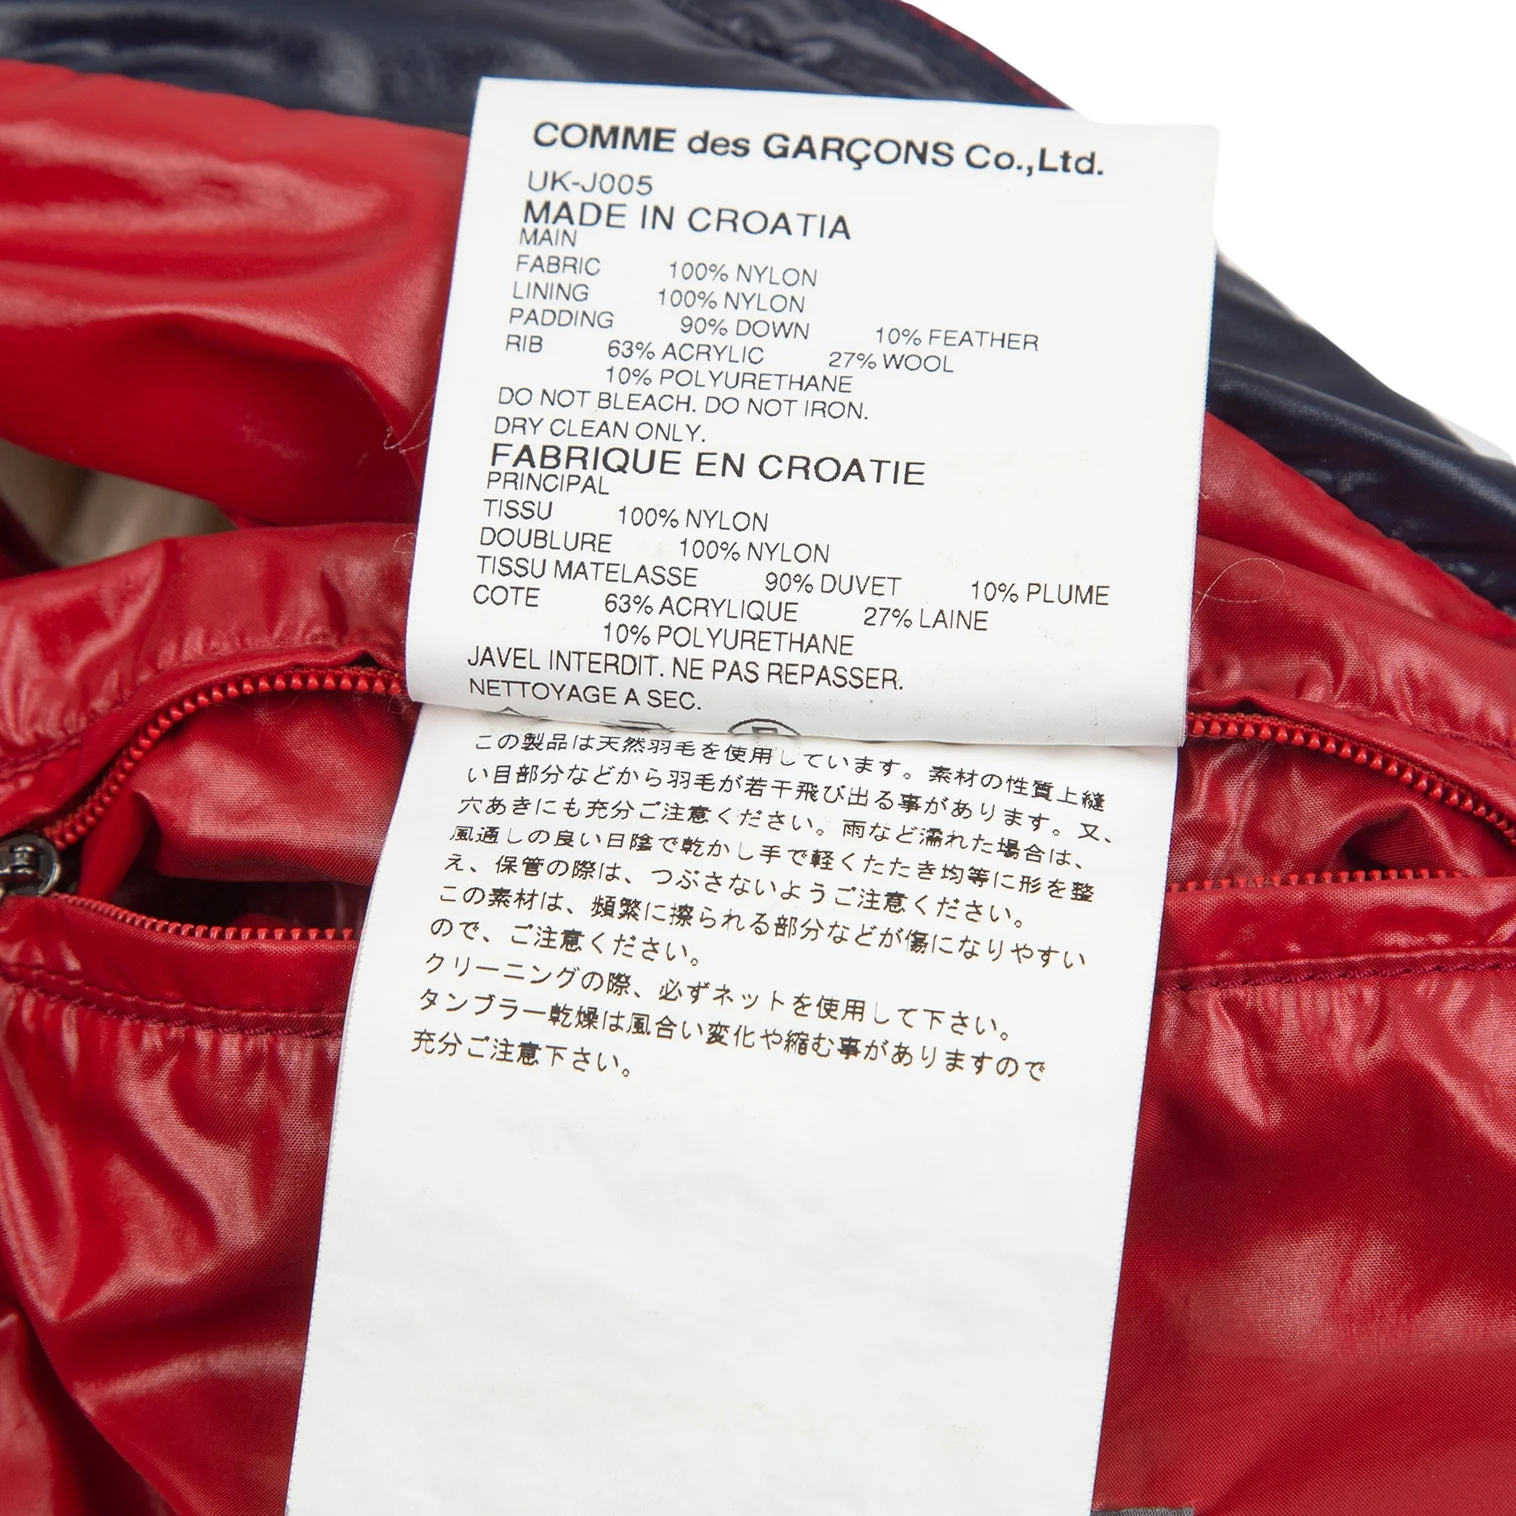 COMME des GARÇONS Co.,Ltd.
UK-J005
MADE IN CROATIA
MAIN
FABRIC 100% NYLON
LINING 100% NYLON
PADDING 90% DOWN 10% FEATHER
RIB 63% ACRYLIC 27% WOOL
10% POLYURETHANE
DO NOT BLEACH. DO NOT IRON.
DRY CLEAN ONLY.
FABRIQUE EN CROATIE
PRINCIPAL
TISSU 100% NYLON
DOUBLURE 100% NYLON
TISSU MATELASSE 90% DUVET 10% PLUME
COTE 63% ACRYLIQUE 27% LAINE
10% POLYURETHANE
JAVEL INTERDIT. NE PAS REPASSER.
NETTOYAGE A SEC.
この製品は天然羽毛を使用しています。素材の性質上縫
い目部分などから羽毛が若干飛び出る事があります。又、
穴あきにも充分ご注意ください。雨など濡れた場合は、
風通しの良い日陰で乾かし手で軽くたたき均等に形を整
え、保管の際は、つぶさないようご注意ください。
この素材は、頻繁に擦られる部分などが傷になりやすい
ので、ご注意ください。
クリーニングの際、必ずネットを使用して下さい。
タンブラー乾燥は風合い変化や縮む事がありますので
充分ご注意下さい。